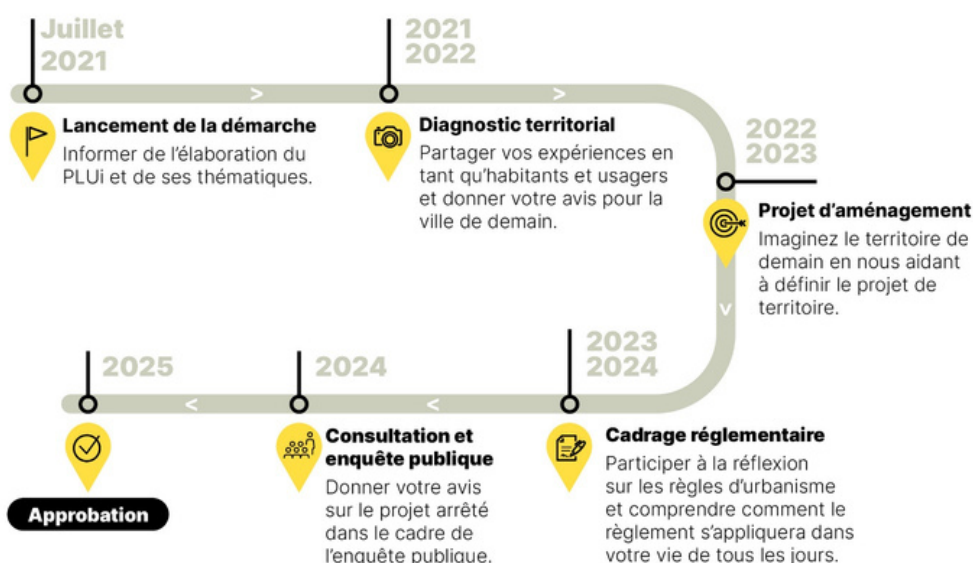 Juillet
2021
Lancement de la démarche
Informer de l'élaboration du
PLUi et de ses thématiques.
2021
2022
Diagnostic territorial
Partager vos expériences en
tant qu'habitants et usagers
et donner votre avis pour la
ville de demain.
2022
2023
Projet d'aménagement
Imaginez le territoire de
demain en nous aidant
à définir le projet de
territoire.
2023
2024
Cadrage réglementaire
Participer à la réflexion
sur les règles d'urbanisme
et comprendre comment le
règlement s'appliquera dans
votre vie de tous les jours.
2024
Consultation et
enquête publique
Donner votre avis
sur le projet arrêté
dans le cadre de
l'enquête publique.
2025
Approbation